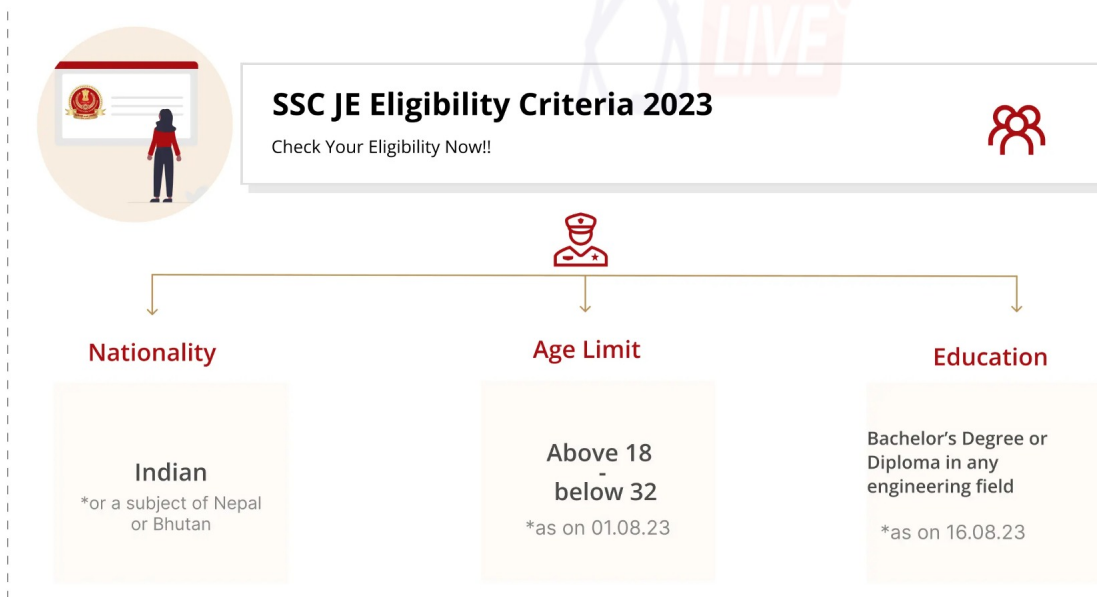 LIVE
SSC JE Eligibility Criteria 2023
Check Your Eligibility Now!!
Nationality
Indian
*or a subject of Nepal
or Bhutan
Age Limit
Above 18
-
below 32
*as on 01.08.23
Education
Bachelor’s Degree or
Diploma in any
engineering field
*as on 16.08.23